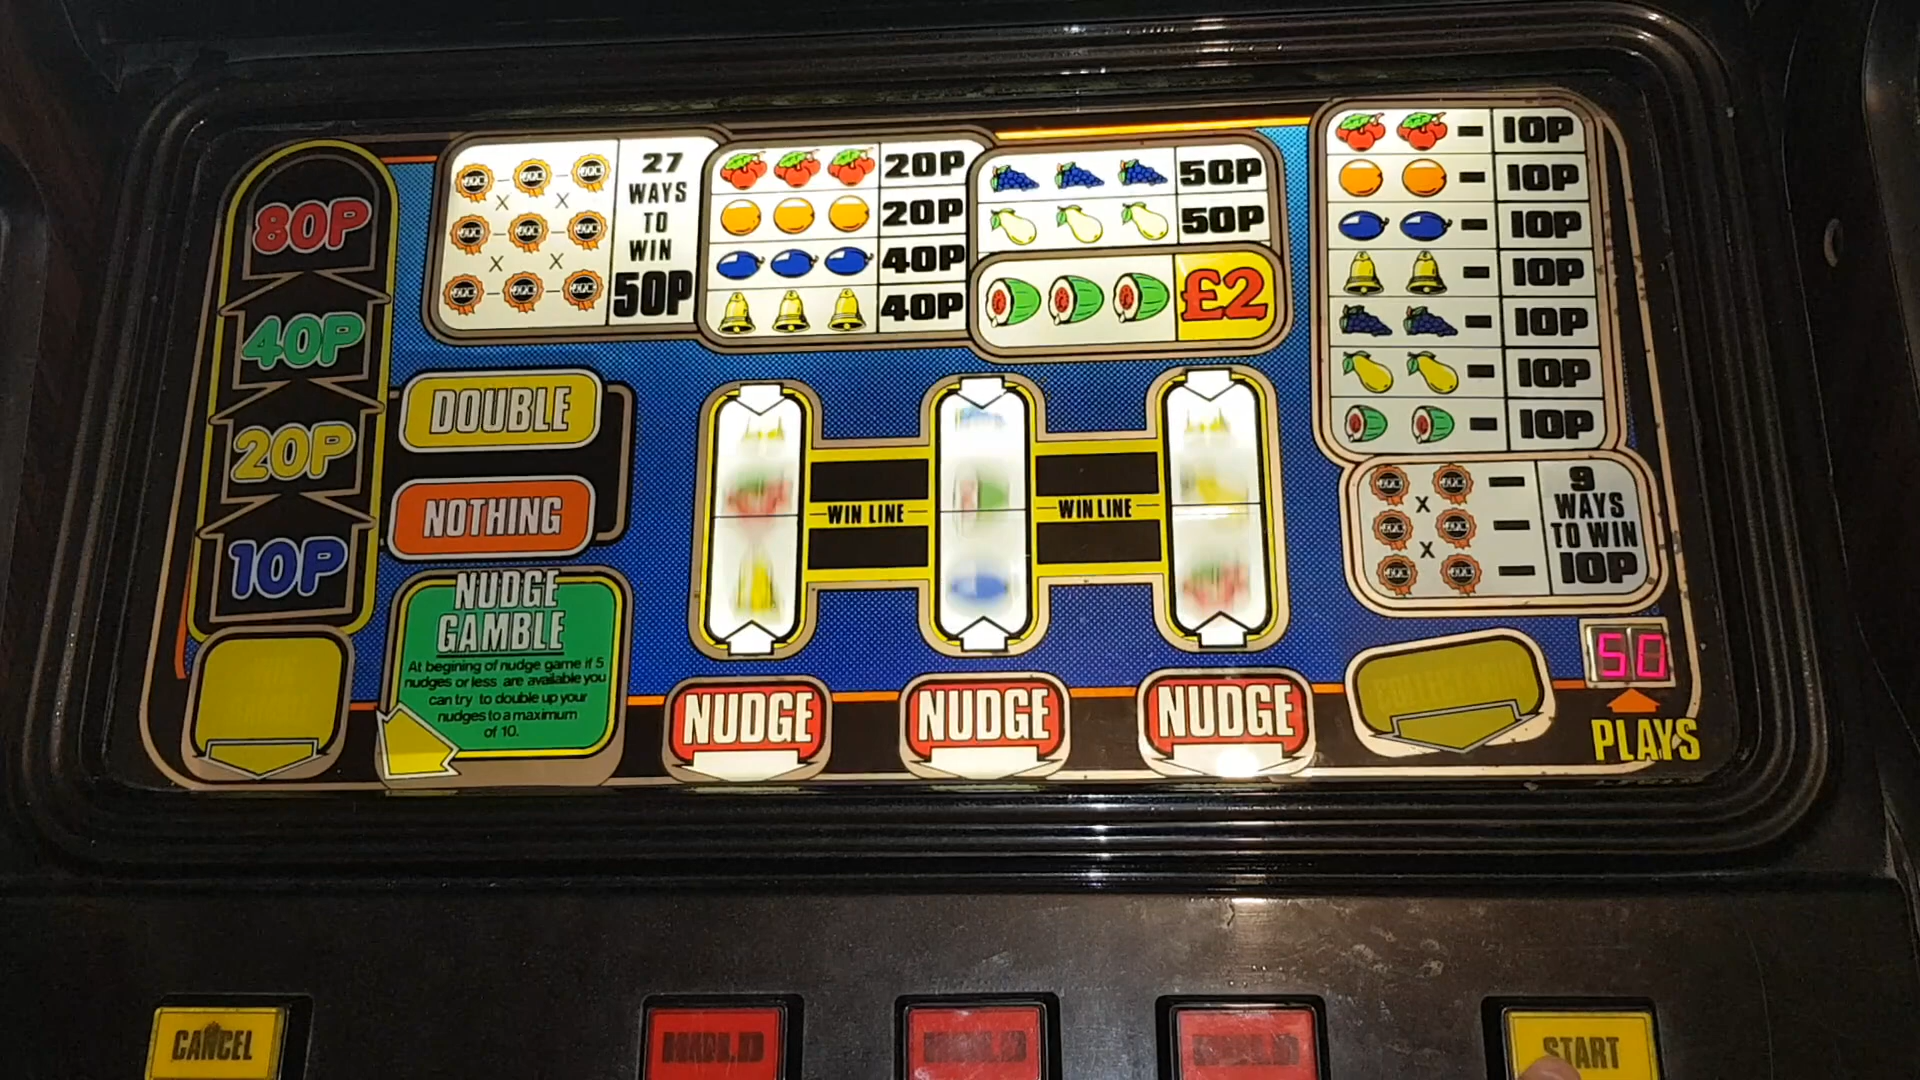 80P
40P
20P
10P
27
WAYS
TO
WIN
50P
20P
20P
40P
40P
50P
50P
£2
10P
10P
10P
10P
10P
10P
10P
9
WAYS
TO WIN
10P
DOUBLE
NOTHING
NUDGE
GAMBLE
At begining of nudge game if 5
nudges or less are available you
can try to double up your
nudges to a maximum
of 10.
WIN LINE
WIN LINE
NUDGE
NUDGE
NUDGE
50
PLAYS
CANCEL
HOLD
HOLD
HOLD
START